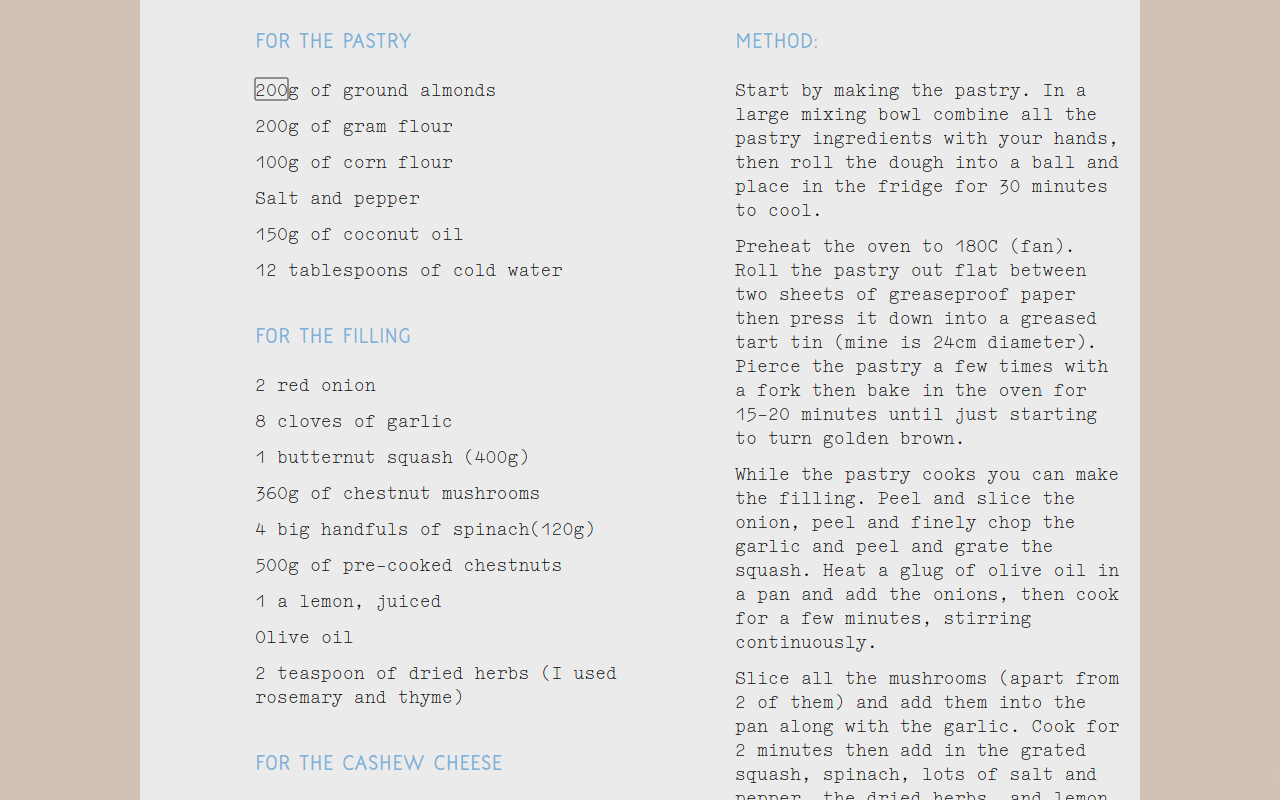 FOR THE PASTRY
200g of ground almonds
200g of gram flour
100g of corn flour
Salt and pepper
150g of coconut oil
12 tablespoons of cold water
FOR THE FILLING
2 red onion
8 cloves of garlic
1 butternut squash (400g)
360g of chestnut mushrooms
4 big handfuls of spinach(120g)
500g of pre-cooked chestnuts
1 a lemon, juiced
Olive oil
2 teaspoon of dried herbs (I used
rosemary and thyme)
FOR THE CASHEW CHEESE
METHOD:
Start by making the pastry. In a
large mixing bowl combine all the
pastry ingredients with your hands,
then roll the dough into a ball and
place in the fridge for 30 minutes
to cool.
Preheat the oven to 180C (fan).
Roll the pastry out flat between
two sheets of greaseproof paper
then press it down into a greased
tart tin (mine is 24cm diameter).
Pierce the pastry a few times with
a fork then bake in the oven for
15-20 minutes until just starting
to turn golden brown.
While the pastry cooks you can make
the filling. Peel and slice the
onion, peel and finely chop the
garlic and peel and grate the
squash. Heat a glug of olive oil in
a pan and add the onions, then cook
for a few minutes, stirring
continuously.
Slice all the mushrooms (apart from
2 of them) and add them into the
pan along with the garlic. Cook for
2 minutes then add in the grated
squash, spinach, lots of salt and
pepper, the dried herbs, and lemon